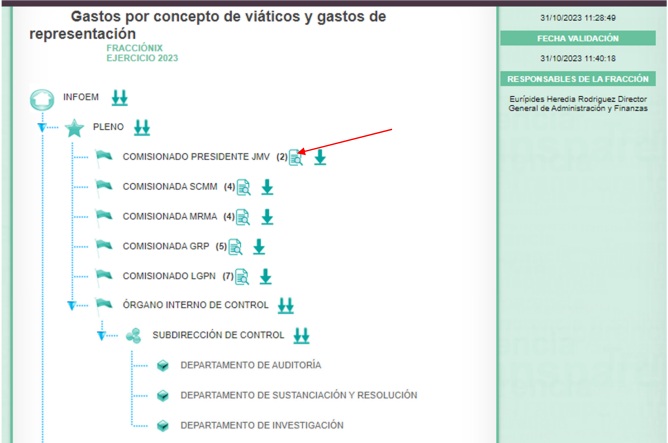 Gastos por concepto de viáticos y gastos de
representación
FRACCIÓNIX
EJERCICIO 2023
INFOEM
PLENO
COMISIONADO PRESIDENTE JMV (2)
COMISIONADA SCMM (4)
COMISIONADA MRMA (4)
COMISIONADA GRP (5)
COMISIONADO LGPN (7)
ÓRGANO INTERNO DE CONTROL
SUBDIRECCIÓN DE CONTROL
DEPARTAMENTO DE AUDITORÍA
DEPARTAMENTO DE SUSTANCIACIÓN Y RESOLUCIÓN
DEPARTAMENTO DE INVESTIGACIÓN
31/10/2023 11:28:49
FECHA VALIDACIÓN
31/10/2023 11:40:18
RESPONSABLES DE LA FRACCIÓN
Eurípides Heredia Rodriguez Director
General de Administración y Finanzas